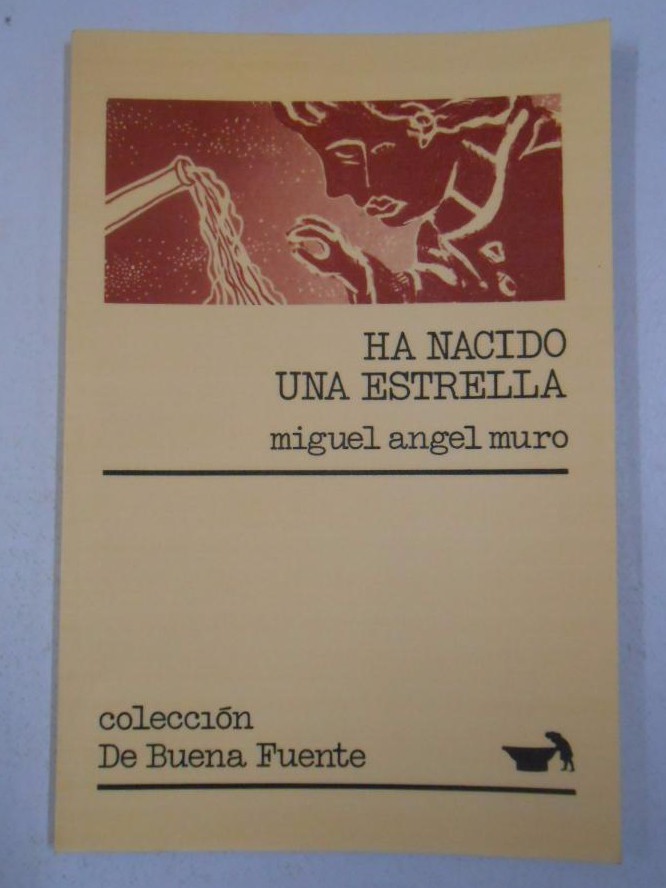 HA NACIDO
UNA ESTRELLA
miguel angel muro
colección
De Buena Fuente